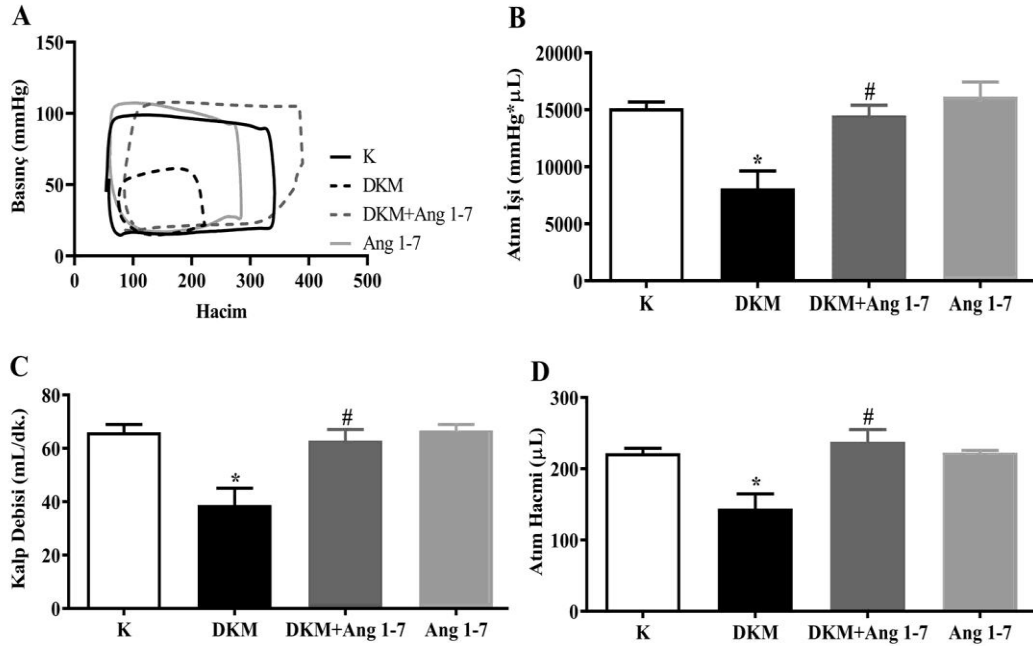 A
Basınç (mmHg)
150
100
50
0
0 100 200 300 400 500
Hacim
K
DKM
DKM+Ang 1-7
Ang 1-7
B
Atım İşi (mmHg*µL)
20000
15000
10000
5000
0
*
#
K DKM DKM+Ang 1-7 Ang 1-7
C
Kalp Debisi (mL/dk.)
80
60
40
20
0
*
#
K DKM DKM+Ang 1-7 Ang 1-7
D
Atım Hacmi (µL)
300
200
100
0
*
#
K DKM DKM+Ang 1-7 Ang 1-7